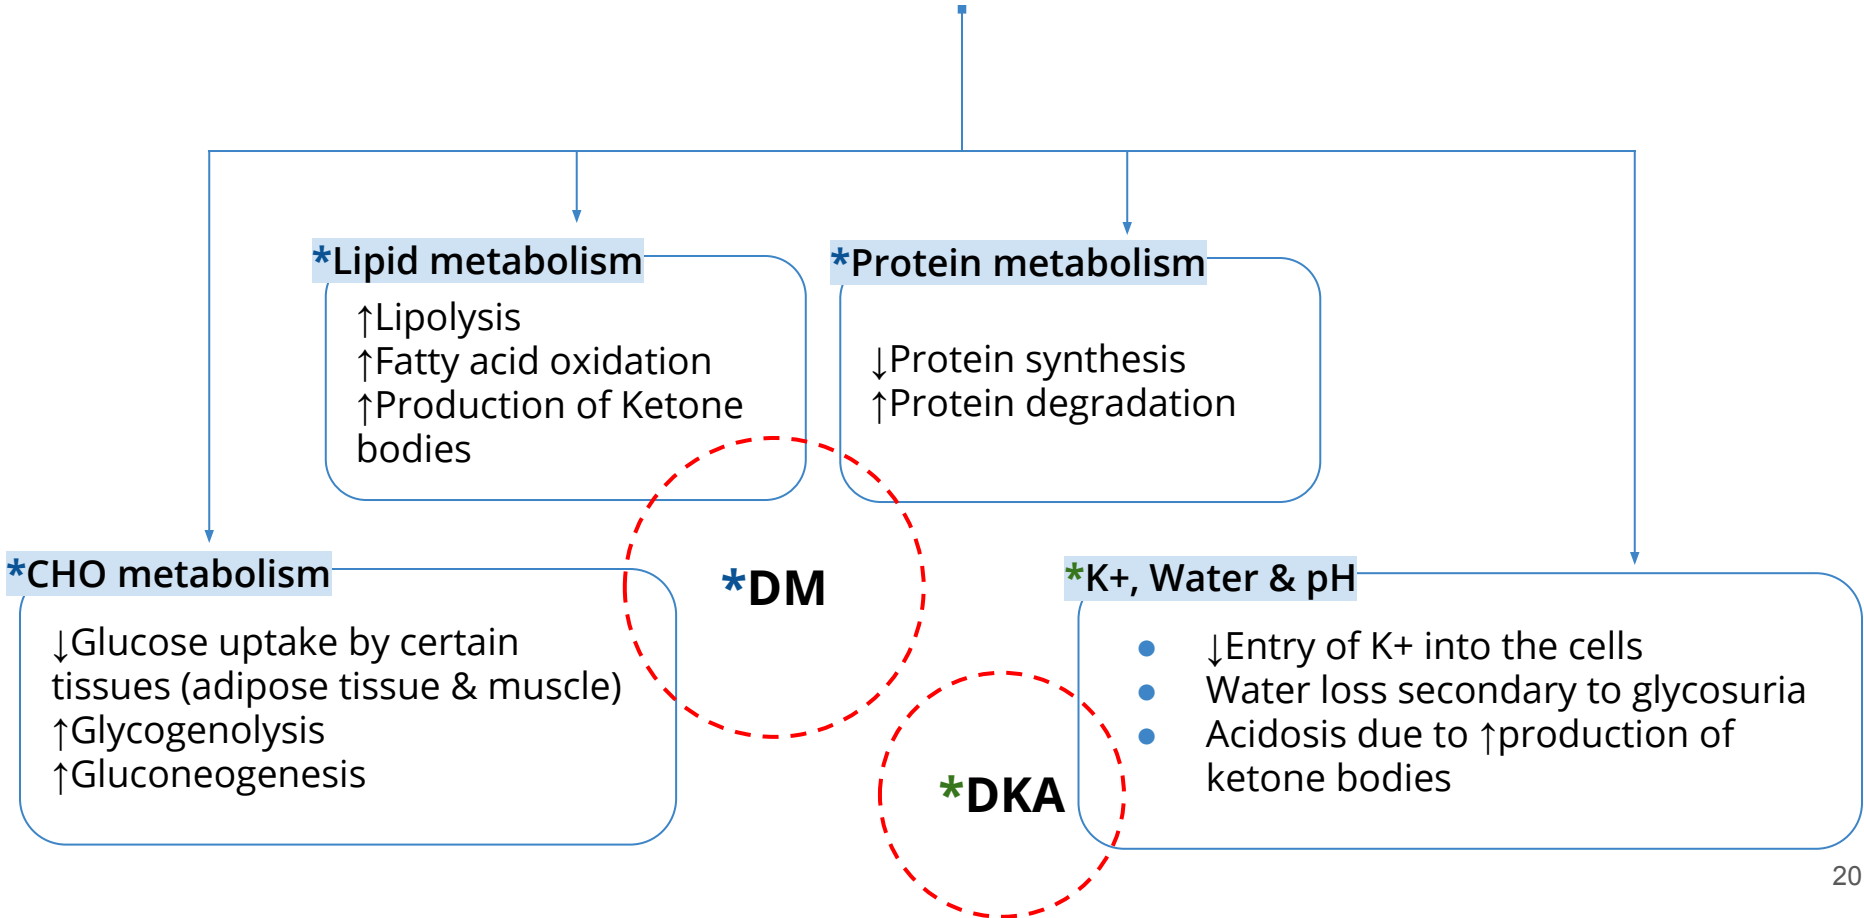 *Lipid metabolism
↑Lipolysis
↑Fatty acid oxidation
↑Production of Ketone
bodies
*Protein metabolism
↓Protein synthesis
↑Protein degradation
*CHO metabolism
↓Glucose uptake by certain
tissues (adipose tissue & muscle)
↑Glycogenolysis
↑Gluconeogenesis
*DM
*DKA
*K+, Water & pH
● ↓Entry of K+ into the cells
● Water loss secondary to glycosuria
● Acidosis due to ↑production of
ketone bodies
20